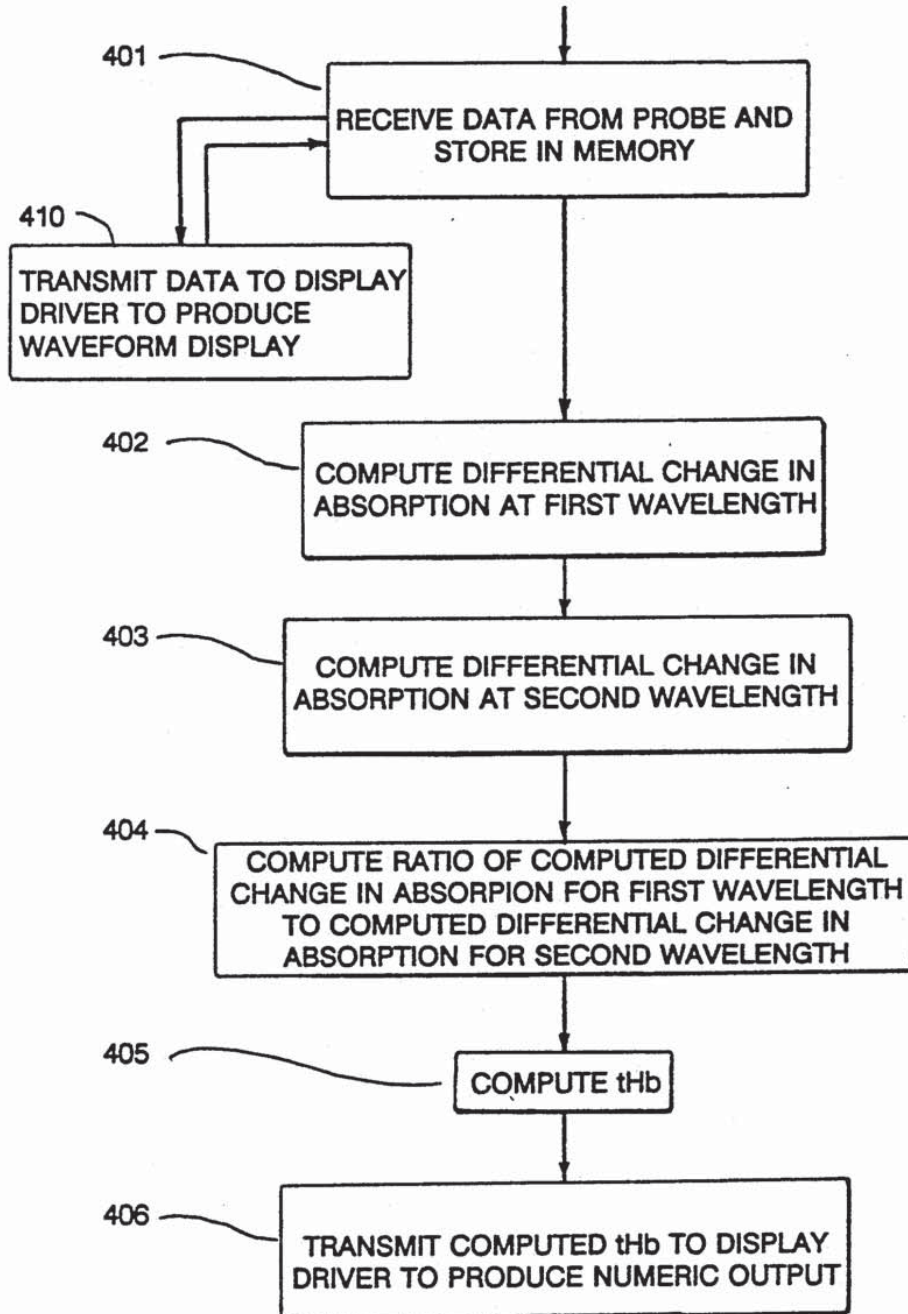 401
RECEIVE DATA FROM PROBE AND
STORE IN MEMORY
410
TRANSMIT DATA TO DISPLAY
DRIVER TO PRODUCE
WAVEFORM DISPLAY
402
COMPUTE DIFFERENTIAL CHANGE IN
ABSORPTION AT FIRST WAVELENGTH
403
COMPUTE DIFFERENTIAL CHANGE IN
ABSORPTION AT SECOND WAVELENGTH
404
COMPUTE RATIO OF COMPUTED DIFFERENTIAL
CHANGE IN ABSORPION FOR FIRST WAVELENGTH
TO COMPUTED DIFFERENTIAL CHANGE IN
ABSORPTION FOR SECOND WAVELENGTH
405
COMPUTE tHb
406
TRANSMIT COMPUTED tHb TO DISPLAY
DRIVER TO PRODUCE NUMERIC OUTPUT